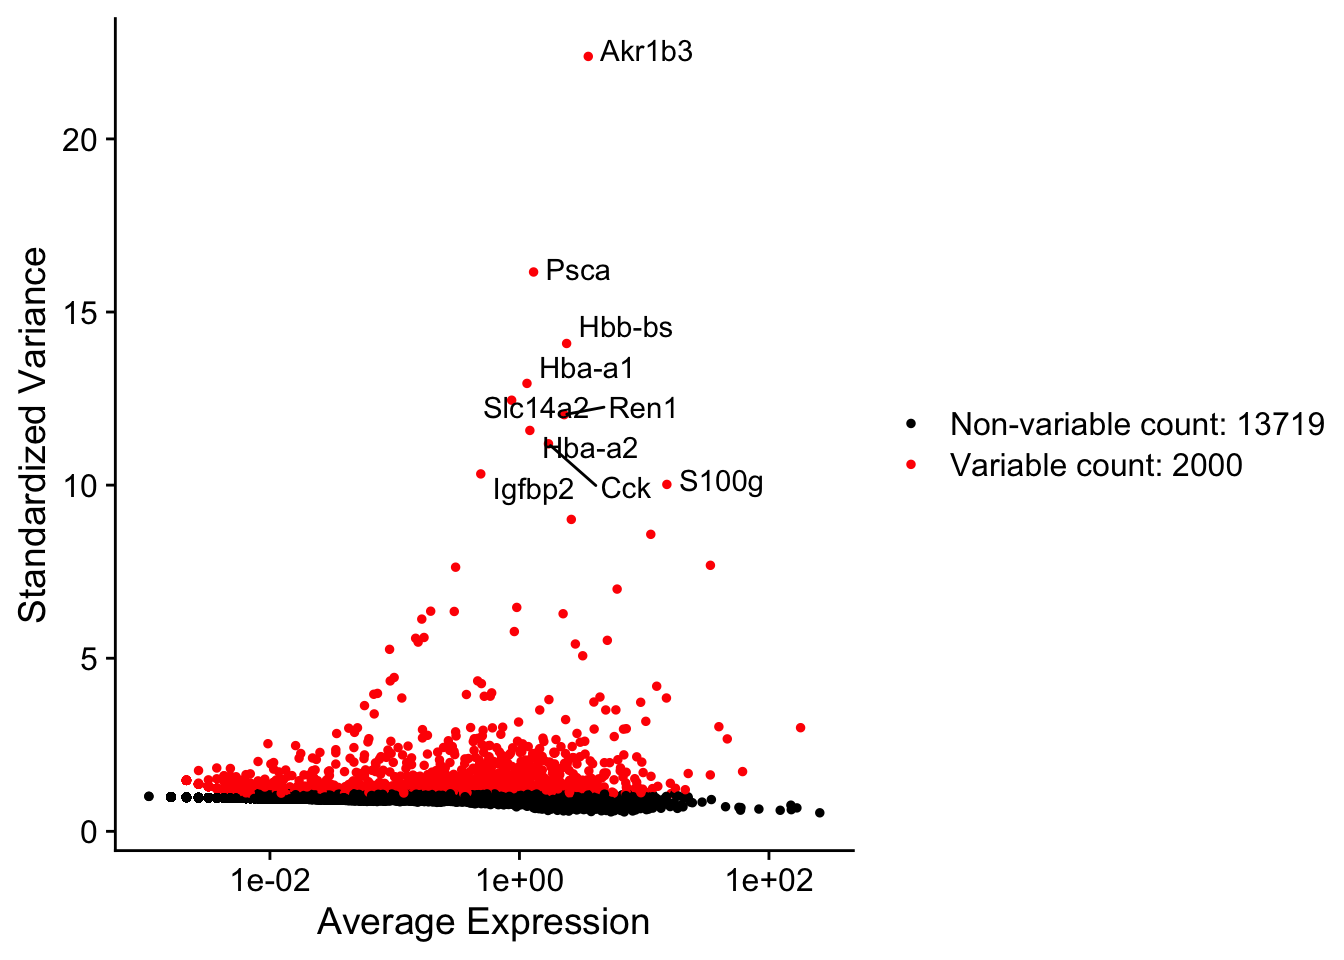 Akr1b3
20
Psca
15
Hbb-bs
Hba-a1
Slc14a2
Ren1
Hba-a2
Igfbp2
Cck
S100g
10
5
0
Standardized Variance
1e-02
1e+00
1e+02
Average Expression
Non-variable count: 13719
Variable count: 2000